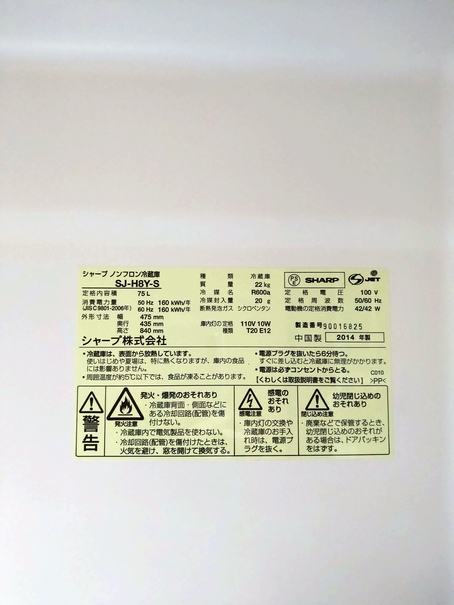 シャープ ノンフロン冷蔵庫
SJ-H8Y-S
定格内容積 75 L
消費電力量 50 Hz 160 kWh/年
(JIS C 9801-2006年) 60 Hz 160 kWh/年
外形寸法 幅 475 mm
奥行 435 mm
高さ 840 mm
シャープ株式会社
種類 冷蔵庫
質量 22 kg
冷媒名 R600a
冷媒封入量 20 g
断熱発泡ガス シクロペンタン
庫内灯の定格 110V 10W
種類 T20 E12
PS E SHARP JET
定格電圧 100 V
定格周波数 50/60 Hz
電動機の定格消費電力 42/42 W
製造番号 90016825
中国製 2014 年製
・冷蔵庫は、表面から放熱しています。
使いはじめや夏場は、特に熱くなりますが、庫内の食品
には影響ありません。
・周囲温度が約5℃以下では、食品が凍ることがあります。
・電源プラグを抜いたら6分待つ。
すぐ差し込むと冷蔵庫に無理がかかります。
・電源は必ずコンセントからとる。
【くわしくは取扱説明書をご覧ください】
C010
>PP<
警告
発火・爆発のおそれあり
発火注意
・冷蔵庫背面・側面などに
ある冷却回路(配管)を傷
付けない。
・冷蔵庫内で電気製品を使わない。
・冷却回路(配管)を傷付けたときは、
火気を避け、窓を開けて換気する。
感電の
おそれ
あり
感電注意
・庫内灯の交換や
冷蔵庫のお手入
れ時は、電源プ
ラグを抜く。
幼児閉じ込めの
おそれあり
閉じ込め注意
・廃棄などで保管するとき、
幼児閉じ込めのおそれが
ある場合は、ドアパッキン
をはずす。